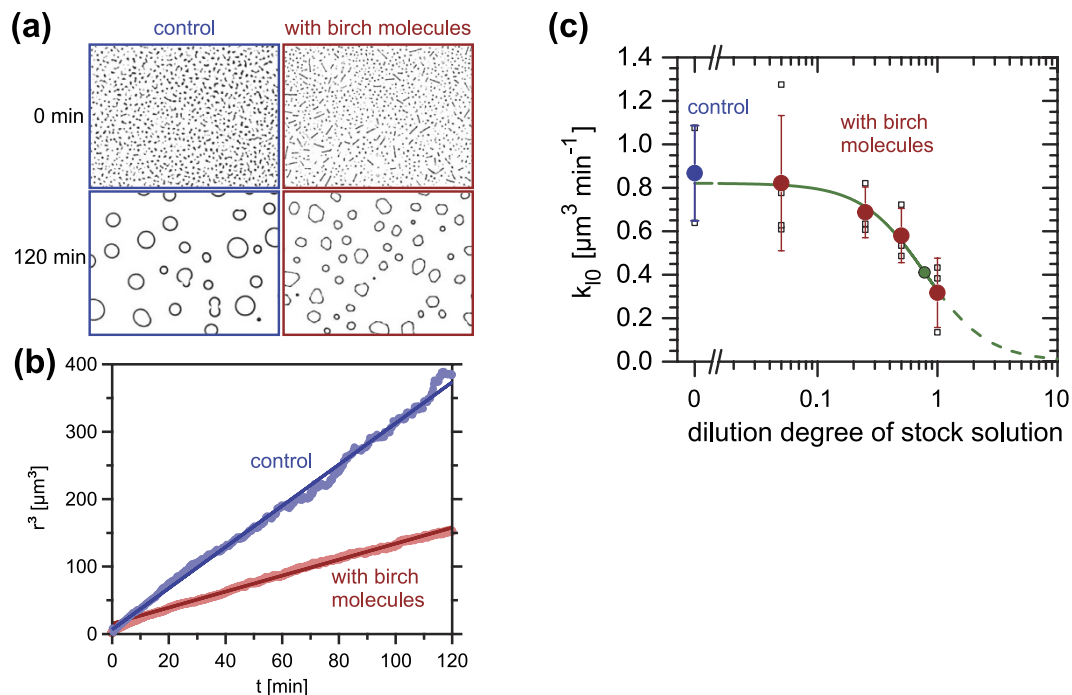 (a)
control
with birch molecules
0 min
120 min
(b)
400
300
200
100
0
r³ [µm³]
control
with birch
molecules
0
20
40
60
80
100
120
t [min]
(c)
1.4
1.2
1.0
0.8
0.6
0.4
0.2
0.0
k_l0 [µm³ min⁻¹]
control
with birch
molecules
0
0.1
1
10
dilution degree of stock solution